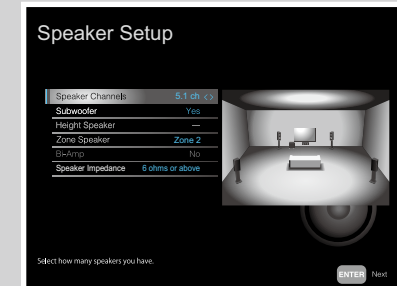 Speaker Setup
Speaker Channels 5.1 ch <>
Subwoofer Yes
Height Speaker ---
Zone Speaker Zone 2
Bi-Amp No
Speaker Impedance 6 ohms or above
Select how many speakers you have.
ENTER Next